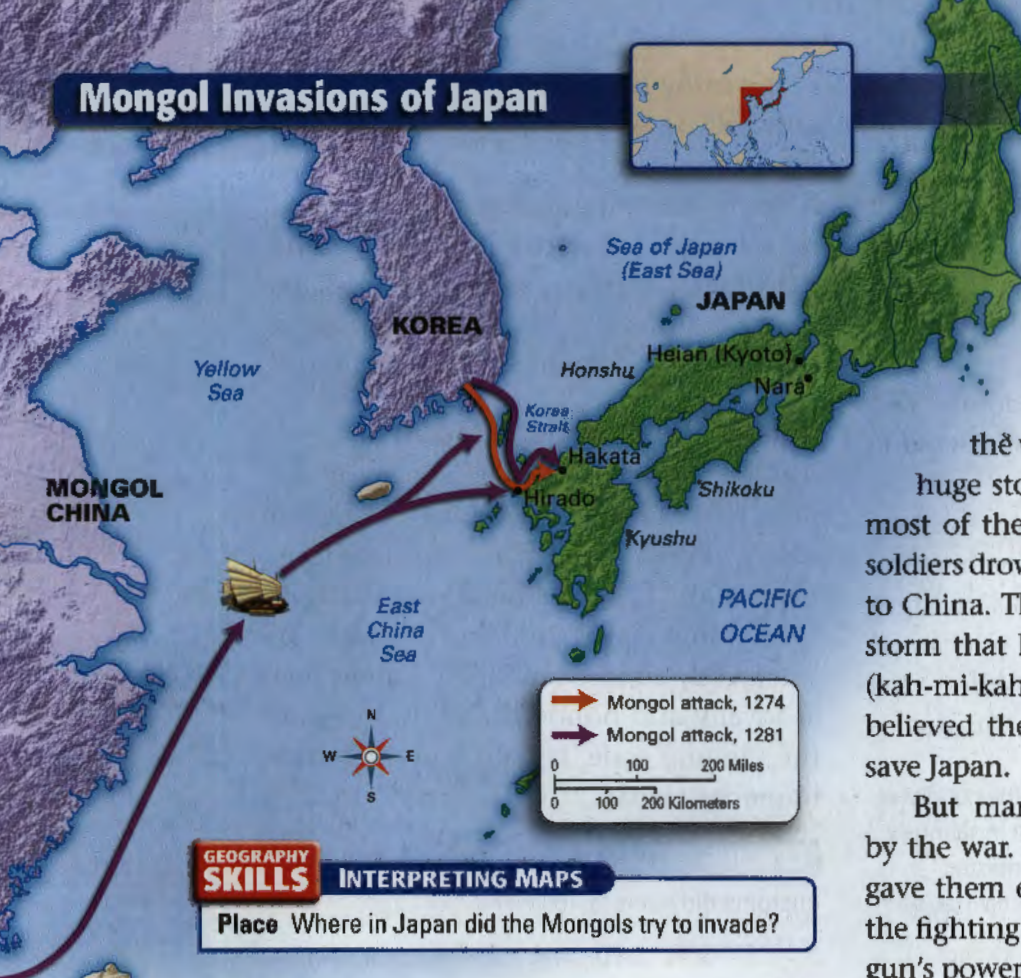 Mongol Invasions of Japan
Sea of Japan
(East Sea)
JAPAN
KOREA
Heian (Kyoto)
Honshu
Nara
Yellow
Sea
Korea
Strait
Hakata
MONGOL
CHINA
Hirado
Shikoku
Kyushu
East
China
Sea
PACIFIC
OCEAN
N
W
E
S
Mongol attack, 1274
Mongol attack, 1281
0 100 200 Miles
0 100 200 Kilometers
GEOGRAPHY
SKILLS
INTERPRETING MAPS
Place Where in Japan did the Mongols try to invade?
the
huge sto
most of the
soldiers drow
to China. Th
storm that
(kah-mi-kah
believed the
save Japan.
But man
by the war.
gave them e
the fighting
gun's power